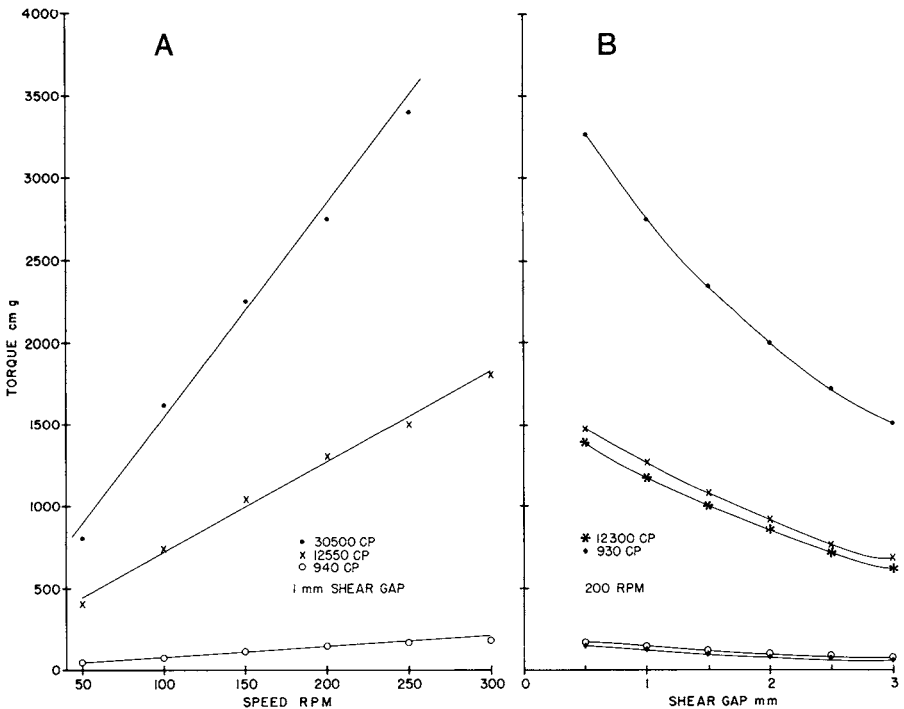 A
B
4000
3500
3000
2500
2000
1500
1000
500
0
TORQUE cm g
• 30500 CP
x 12550 CP
o 940 CP
1 mm SHEAR GAP
50 100 150 200 250 300
SPEED RPM
* 12300 CP
• 930 CP
200 RPM
0 1 2 3
SHEAR GAP mm